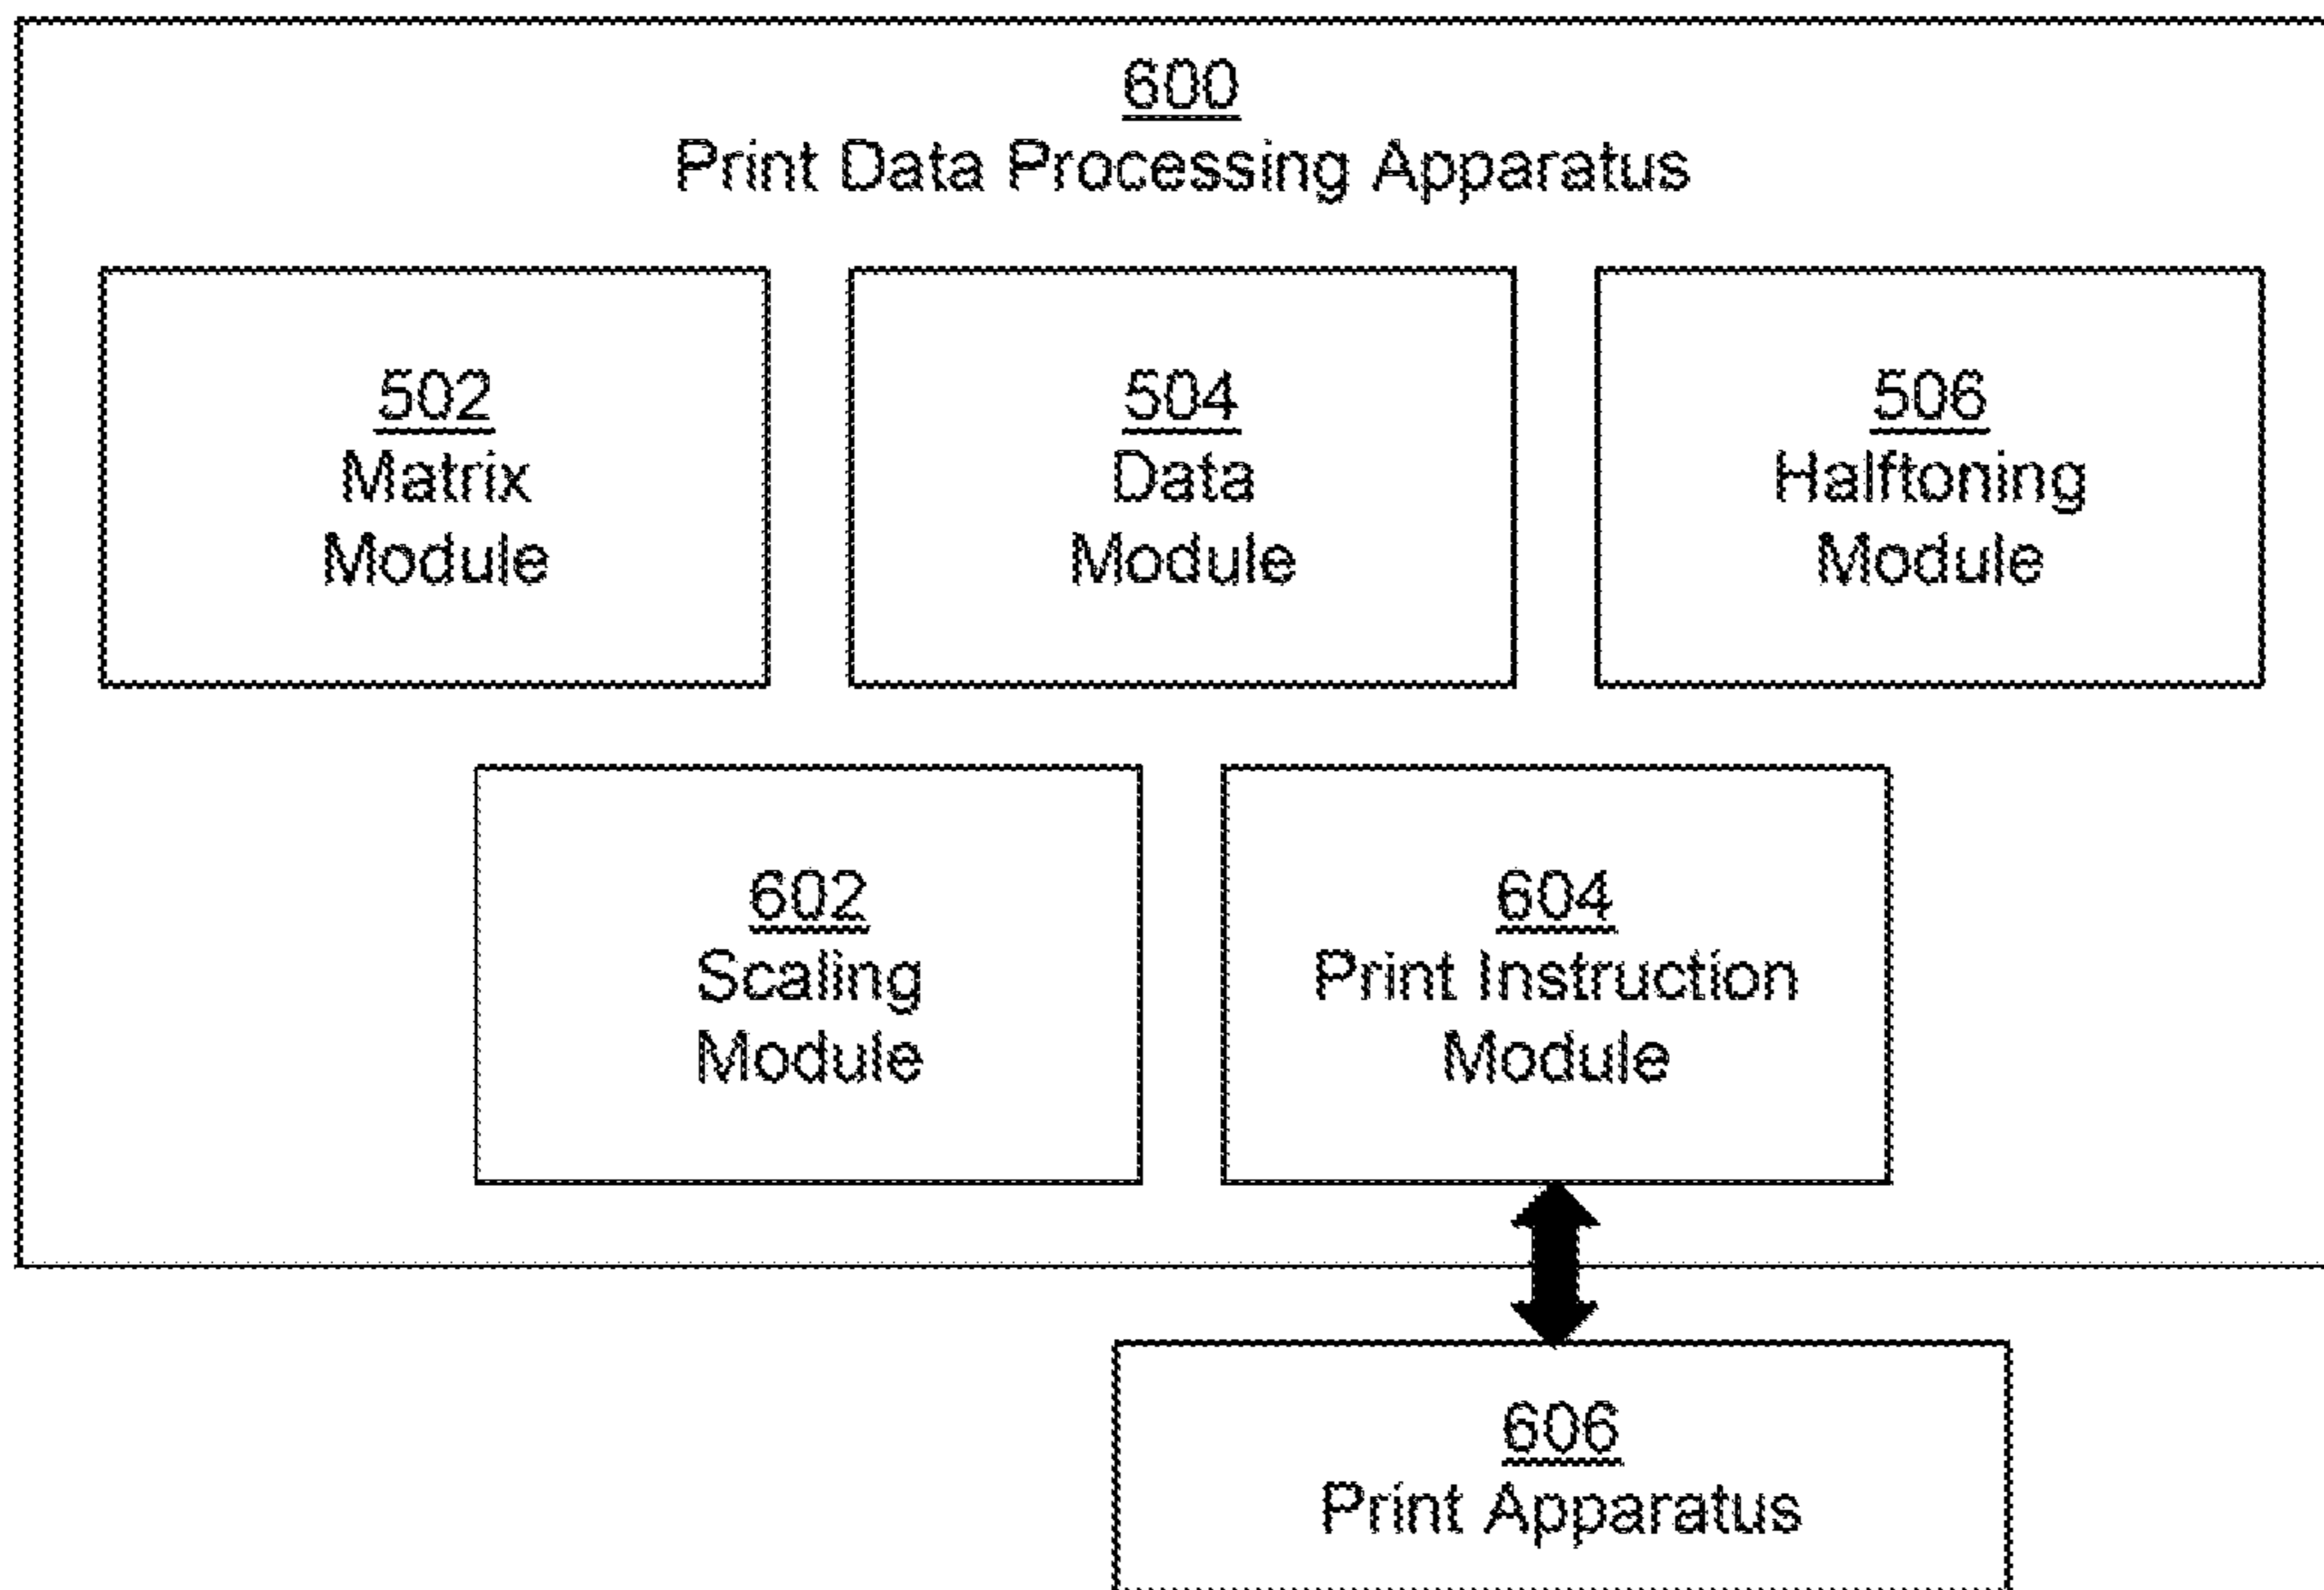 600
Print Data Processing Apparatus
502
Matrix
Module
504
Data
Module
506
Halftoning
Module
602
Scaling
Module
604
Print Instruction
Module
606
Print Apparatus